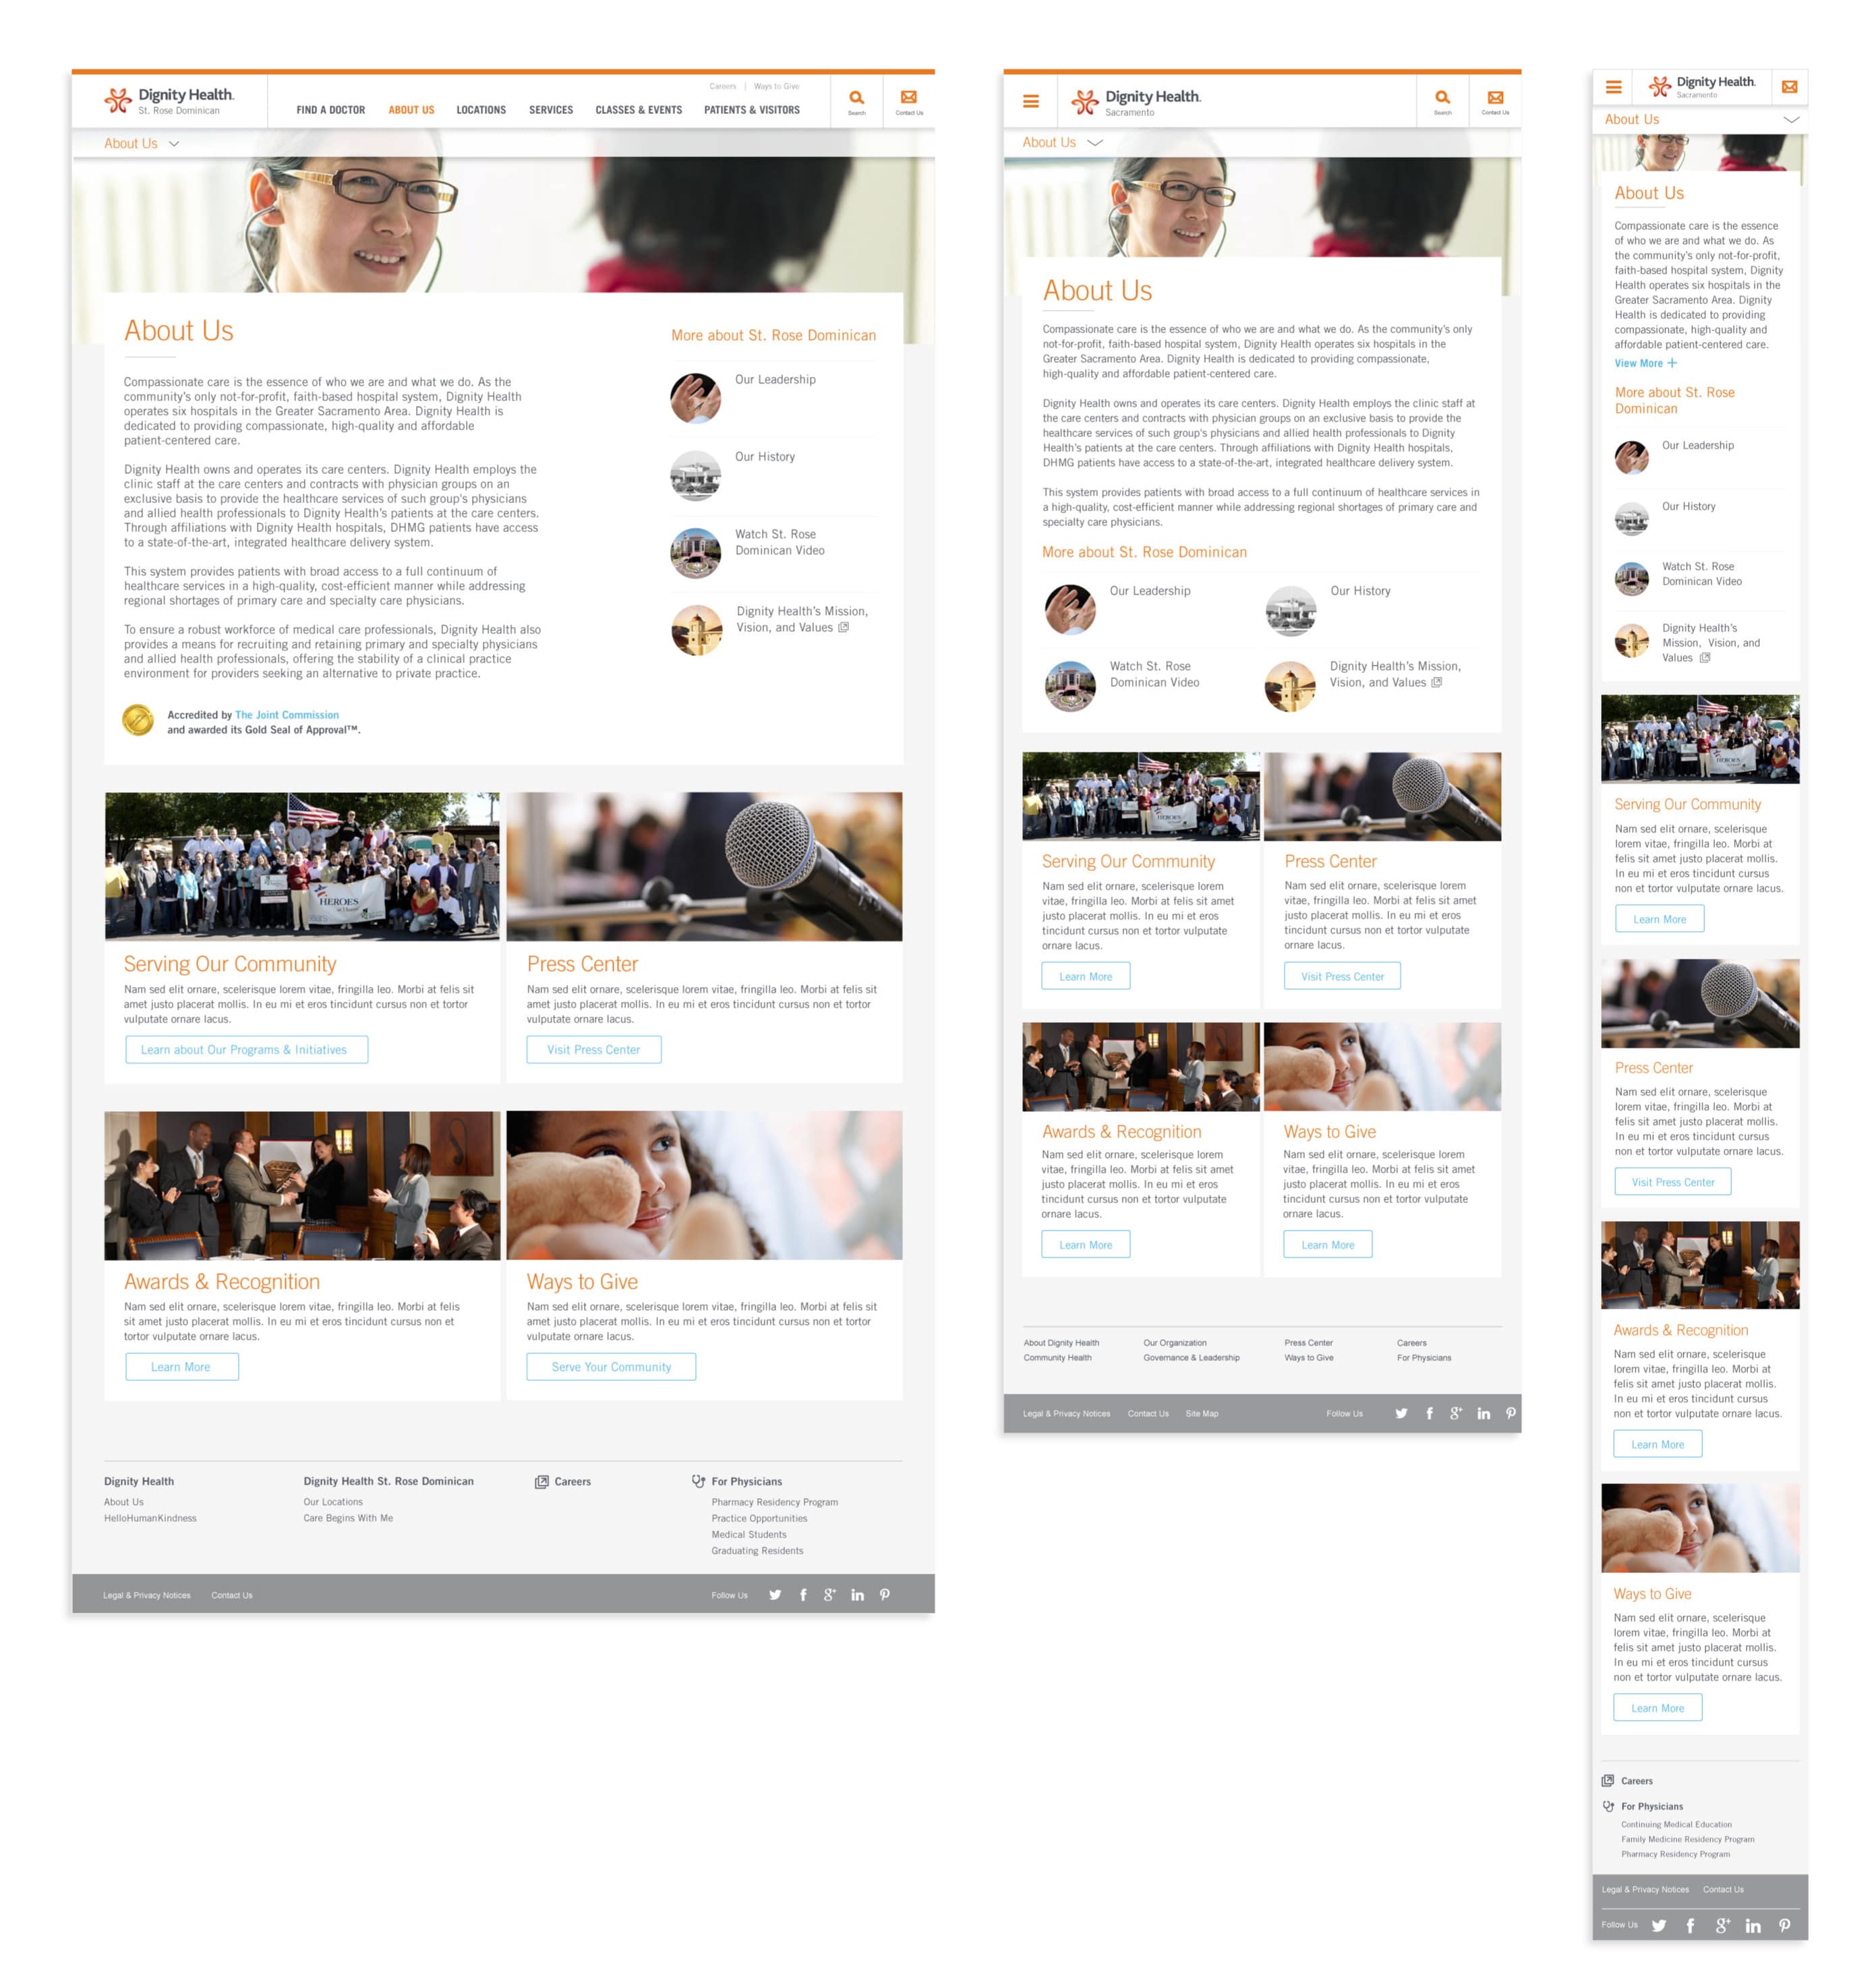 Dignity Health.
St. Rose Dominican
Careers | Ways to Give
FIND A DOCTOR ABOUT US LOCATIONS SERVICES CLASSES & EVENTS PATIENTS & VISITORS
Search
Contact Us
About Us
About Us
Compassionate care is the essence of who we are and what we do. As the
community's only not-for-profit, faith-based hospital system, Dignity Health
operates six hospitals in the Greater Sacramento Area. Dignity Health is
dedicated to providing compassionate, high-quality and affordable
patient-centered care.
Dignity Health owns and operates its care centers. Dignity Health employs the
clinic staff at the care centers and contracts with physician groups on an
exclusive basis to provide the healthcare services of such group's physicians
and allied health professionals to Dignity Health's patients at the care centers.
Through affiliations with Dignity Health hospitals, DHMG patients have access
to a state-of-the-art, integrated healthcare delivery system.
This system provides patients with broad access to a full continuum of
healthcare services in a high-quality, cost-efficient manner while addressing
regional shortages of primary care and specialty care physicians.
To ensure a robust workforce of medical care professionals, Dignity Health also
provides a means for recruiting and retaining primary and specialty physicians
and allied health professionals, offering the stability of a clinical practice
environment for providers seeking an alternative to private practice.
Accredited by The Joint Commission
and awarded its Gold Seal of Approval™.
More about St. Rose Dominican
Our Leadership
Our History
Watch St. Rose
Dominican Video
Dignity Health's Mission,
Vision, and Values
HEROES
Serving Our Community
Nam sed elit ornare, scelerisque lorem vitae, fringilla leo. Morbi at felis sit
amet justo placerat mollis. In eu mi et eros tincidunt cursus non et tortor
vulputate ornare lacus.
Learn about Our Programs & Initiatives
Press Center
Nam sed elit ornare, scelerisque lorem vitae, fringilla leo. Morbi at felis sit
amet justo placerat mollis. In eu mi et eros tincidunt cursus non et tortor
vulputate ornare lacus.
Visit Press Center
Awards & Recognition
Nam sed elit ornare, scelerisque lorem vitae, fringilla leo. Morbi at felis
sit amet justo placerat mollis. In eu mi et eros tincidunt cursus non et
tortor vulputate ornare lacus.
Learn More
Ways to Give
Nam sed elit ornare, scelerisque lorem vitae, fringilla leo. Morbi at felis sit
amet justo placerat mollis. In eu mi et eros tincidunt cursus non et tortor
vulputate ornare lacus.
Serve Your Community
Dignity Health
About Us
HelloHumanKindness
Dignity Health St. Rose Dominican
Our Locations
Care Begins With Me
Careers
For Physicians
Pharmacy Residency Program
Practice Opportunities
Medical Students
Graduating Residents
Legal & Privacy Notices Contact Us
Follow Us
Dignity Health.
Sacramento
Search
Contact Us
About Us
About Us
Compassionate care is the essence of who we are and what we do. As the community's only
not-for-profit, faith-based hospital system, Dignity Health operates six hospitals in the
Greater Sacramento Area. Dignity Health is dedicated to providing compassionate,
high-quality and affordable patient-centered care.
Dignity Health owns and operates its care centers. Dignity Health employs the clinic staff at
the care centers and contracts with physician groups on an exclusive basis to provide the
healthcare services of such group's physicians and allied health professionals to Dignity
Health's patients at the care centers. Through affiliations with Dignity Health hospitals,
DHMG patients have access to a state-of-the-art, integrated healthcare delivery system.
This system provides patients with broad access to a full continuum of healthcare services in
a high-quality, cost-efficient manner while addressing regional shortages of primary care and
specialty care physicians.
More about St. Rose Dominican
Our Leadership
Our History
Watch St. Rose
Dominican Video
Dignity Health's Mission,
Vision, and Values
HEROES
Serving Our Community
Nam sed elit ornare, scelerisque lorem
vitae, fringilla leo. Morbi at felis sit amet
justo placerat mollis. In eu mi et eros
tincidunt cursus non et tortor vulputate
ornare lacus.
Learn More
Press Center
Nam sed elit ornare, scelerisque lorem
vitae, fringilla leo. Morbi at felis sit amet
justo placerat mollis. In eu mi et eros
tincidunt cursus non et tortor vulputate
ornare lacus.
Visit Press Center
Awards & Recognition
Nam sed elit ornare, scelerisque lorem
vitae, fringilla leo. Morbi at felis sit amet
justo placerat mollis. In eu mi et eros
tincidunt cursus non et tortor vulputate
ornare lacus.
Learn More
Ways to Give
Nam sed elit ornare, scelerisque lorem
vitae, fringilla leo. Morbi at felis sit amet
justo placerat mollis. In eu mi et eros
tincidunt cursus non et tortor vulputate
ornare lacus.
Learn More
About Dignity Health Our Organization Press Center Careers
Community Health Governance & Leadership Ways to Give For Physicians
Legal & Privacy Notices Contact Us Site Map Follow Us
Dignity Health.
Sacramento
About Us
About Us
Compassionate care is the essence
of who we are and what we do. As
the community's only not-for-profit,
faith-based hospital system, Dignity
Health operates six hospitals in the
Greater Sacramento Area. Dignity
Health is dedicated to providing
compassionate, high-quality and
affordable patient-centered care.
View More +
More about St. Rose
Dominican
Our Leadership
Our History
Watch St. Rose
Dominican Video
Dignity Health's
Mission, Vision, and
Values
HEROES
Serving Our Community
Nam sed elit ornare, scelerisque
lorem vitae, fringilla leo. Morbi at
felis sit amet justo placerat mollis.
In eu mi et eros tincidunt cursus
non et tortor vulputate ornare lacus.
Learn More
Press Center
Nam sed elit ornare, scelerisque
lorem vitae, fringilla leo. Morbi at
felis sit amet justo placerat mollis.
In eu mi et eros tincidunt cursus
non et tortor vulputate ornare lacus.
Visit Press Center
Awards & Recognition
Nam sed elit ornare, scelerisque
lorem vitae, fringilla leo. Morbi at
felis sit amet justo placerat mollis.
In eu mi et eros tincidunt cursus
non et tortor vulputate ornare lacus.
Learn More
Ways to Give
Nam sed elit ornare, scelerisque
lorem vitae, fringilla leo. Morbi at
felis sit amet justo placerat mollis.
In eu mi et eros tincidunt cursus
non et tortor vulputate ornare lacus.
Learn More
Careers
For Physicians
Continuing Medical Education
Family Medicine Residency Program
Pharmacy Residency Program
Legal & Privacy Notices Contact Us
Follow Us